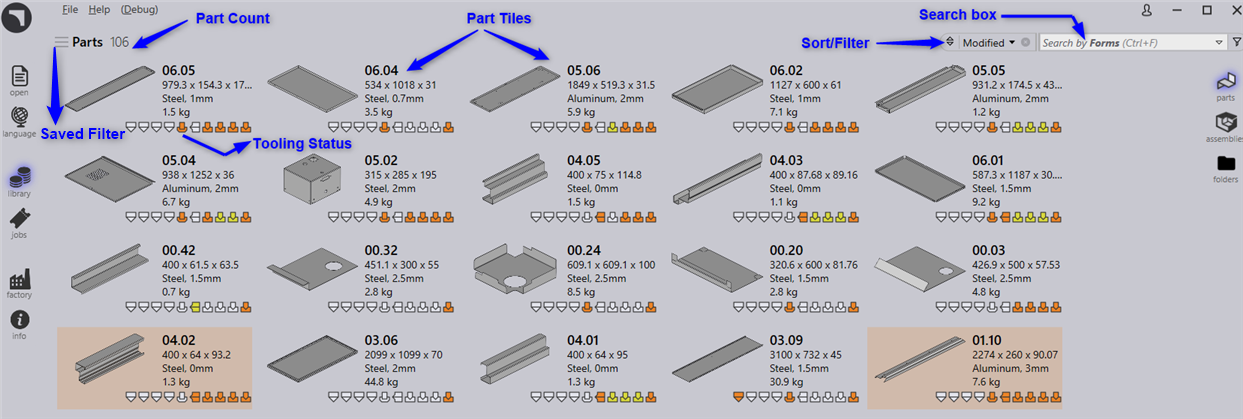 File Help (Debug)
Part Count
Part Tiles
Search box
Parts 106
Sort/Filter
Modified
Search by Forms (Ctrl+F)
06.05
979.3 x 154.3 x 17...
Steel, 1mm
1.5 kg
06.04
534 x 1018 x 31
Steel, 0.7mm
3.5 kg
05.06
1849 x 519.3 x 31.5
Aluminum, 2mm
5.9 kg
06.02
1127 x 600 x 61
Steel, 1mm
7.1 kg
05.05
931.2 x 174.5 x 43...
Aluminum, 2mm
1.2 kg
open
language
library
jobs
factory
info
parts
assemblies
folders
Saved Filter
Tooling Status
05.04
938 x 1252 x 36
Aluminum, 2mm
6.7 kg
05.02
315 x 285 x 195
Steel, 2mm
4.9 kg
04.05
400 x 75 x 114.8
Steel, 0mm
1.5 kg
04.03
400 x 87.68 x 89.16
Steel, 0mm
1.1 kg
06.01
587.3 x 1187 x 30....
Steel, 1.5mm
9.2 kg
00.42
400 x 61.5 x 63.5
Steel, 1.5mm
0.7 kg
00.32
451.1 x 300 x 55
Steel, 2.5mm
2.8 kg
00.24
609.1 x 609.1 x 100
Steel, 2.5mm
8.5 kg
00.20
320.6 x 600 x 81.76
Steel, 1.5mm
2.8 kg
00.03
426.9 x 500 x 57.53
Steel, 2.5mm
4.8 kg
04.02
400 x 64 x 93.2
Steel, 0mm
1.3 kg
03.06
2099 x 1099 x 70
Steel, 2mm
44.8 kg
04.01
400 x 64 x 95
Steel, 0mm
1.3 kg
03.09
3100 x 732 x 45
Steel, 1.5mm
30.9 kg
01.10
2274 x 260 x 90.07
Aluminum, 3mm
7.6 kg